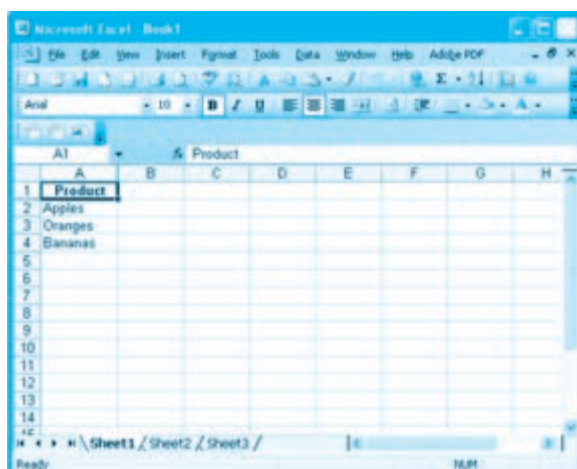 Microsoft Excel - Book1
File Edit View Insert Format Tools Data Window Help Adobe PDF
Arial 10 B I U
A1 fx Product
A B C D E F G H
1 Product
2 Apples
3 Oranges
4 Bananas
5
6
7
8
9
10
11
12
13
14
15
Sheet1 / Sheet2 / Sheet3 /
Ready NUM